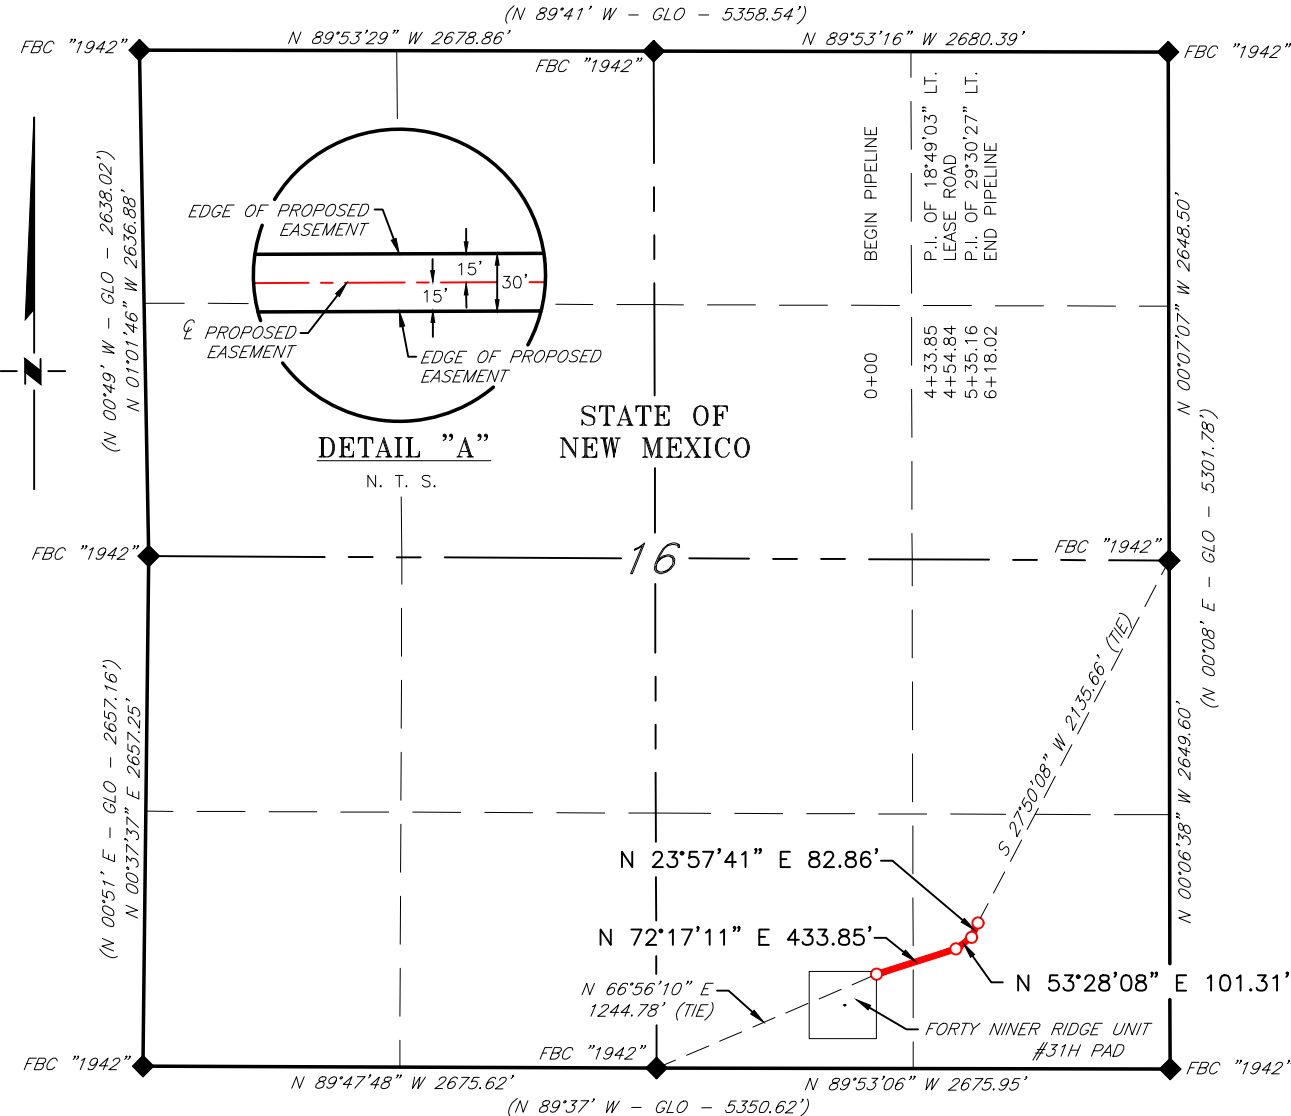 (N 89°41' W - GLO - 5358.54')
N 89°53'29" W 2678.86'
N 89°53'16" W 2680.39'
FBC "1942"
FBC "1942"
FBC "1942"
(N 00°49' W - GLO - 2638.02')
N 01°01'46" W 2636.88'
EDGE OF PROPOSED
EASEMENT
15'
30'
15'
℄ PROPOSED
EASEMENT
EDGE OF PROPOSED
EASEMENT
DETAIL "A"
N. T. S.
STATE OF
NEW MEXICO
0+00 BEGIN PIPELINE
4+33.85 P.I. OF 18°49'03" LT.
4+54.84 LEASE ROAD
5+35.16 P.I. OF 29°30'27" LT.
6+18.02 END PIPELINE
N 00°07'07" W 2648.50'
(N 00°08' E - GLO - 5301.78')
N
FBC "1942"
16
FBC "1942"
(N 00°51' E - GLO - 2657.16')
N 00°37'37" E 2657.25'
S 27°50'08" W 2135.66' (TIE)
N 00°06'38" W 2649.60'
N 23°57'41" E 82.86'
N 72°17'11" E 433.85'
N 53°28'08" E 101.31'
N 66°56'10" E
1244.78' (TIE)
FORTY NINER RIDGE UNIT
#31H PAD
FBC "1942"
FBC "1942"
FBC "1942"
N 89°47'48" W 2675.62'
N 89°53'06" W 2675.95'
(N 89°37' W - GLO - 5350.62')